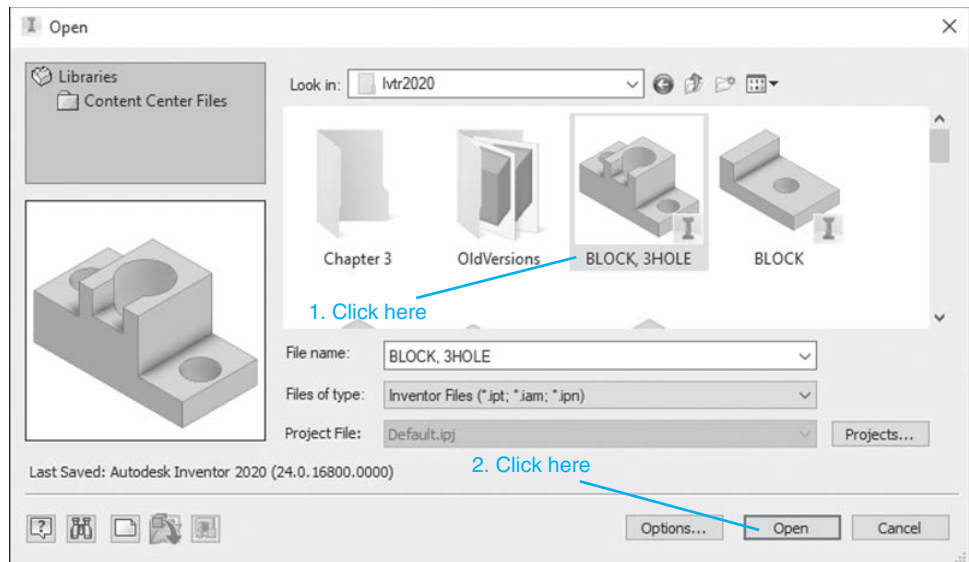 Open
Libraries
Content Center Files
Look in: Ivtr2020
Chapter 3
OldVersions
BLOCK, 3HOLE
BLOCK
1. Click here
File name: BLOCK, 3HOLE
Files of type: Inventor Files (*.ipt; *.iam; *.ipn)
Project File: Default.ipj Projects...
Last Saved: Autodesk Inventor 2020 (24.0.16800.0000)
2. Click here
Options... Open Cancel